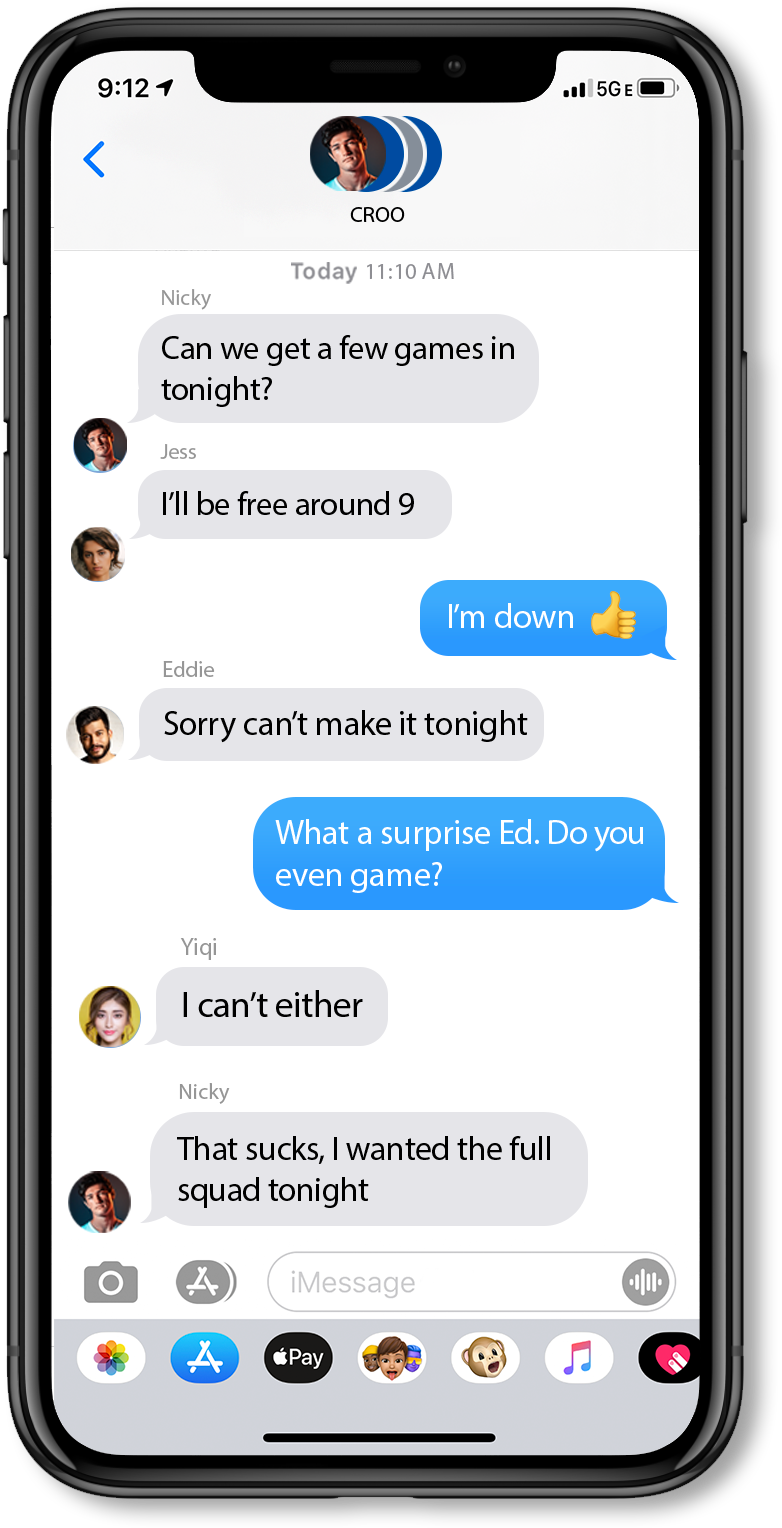 9:12
5GE
CROO
Today 11:10 AM
Nicky
Can we get a few games in
tonight?
Jess
I’ll be free around 9
I’m down 👍
Eddie
Sorry can’t make it tonight
What a surprise Ed. Do you
even game?
Yiqi
I can’t either
Nicky
That sucks, I wanted the full
squad tonight
iMessage
Pay